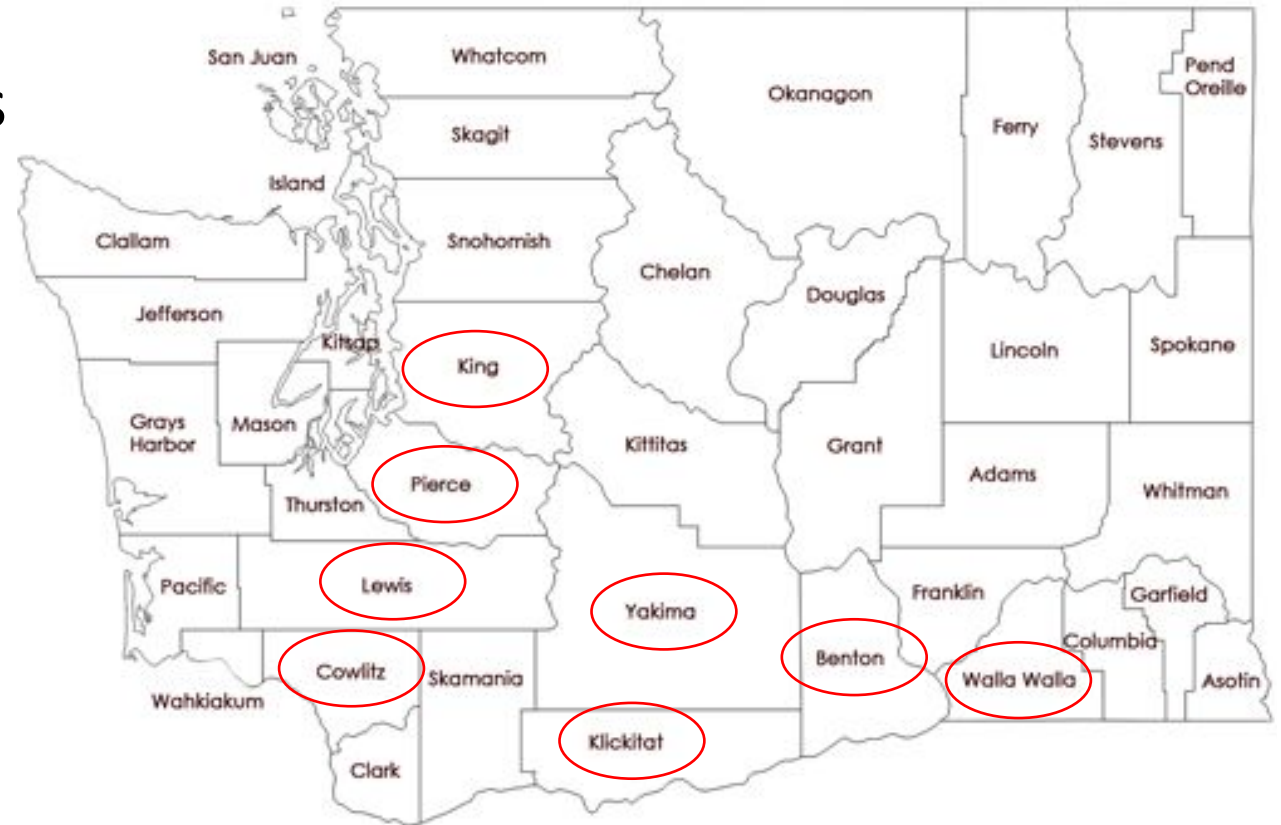 San Juan
Whatcom
Okanagon
Pend
Oreille
s
Skagit
Ferry
Stevens
Island
Clallam
Snohomish
Chelan
Douglas
Jefferson
Kitsap
King
Lincoln
Spokane
Grays
Harbor
Mason
Kittitas
Grant
Pierce
Thurston
Adams
Whitman
Pacific
Lewis
Yakima
Franklin
Garfield
Columbia
Cowlitz
Skamania
Benton
Walla Walla
Asotin
Wahkiakum
Klickitat
Clark